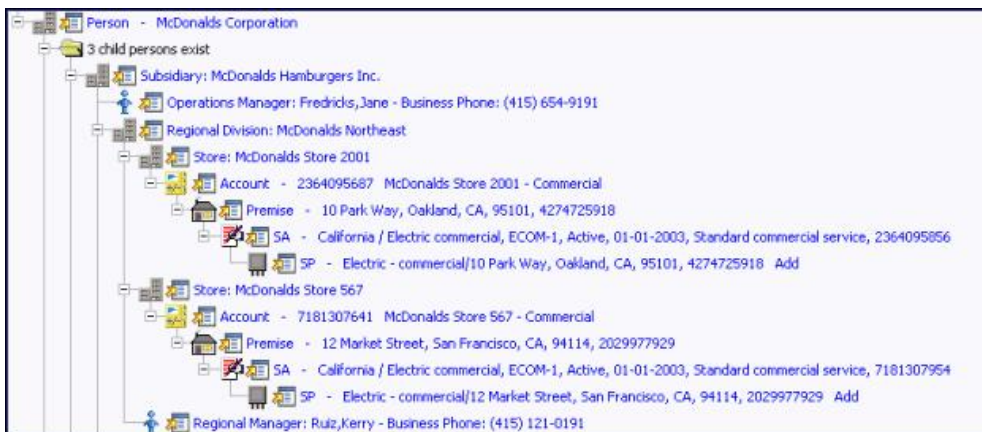 Person - McDonalds Corporation
3 child persons exist
Subsidiary: McDonalds Hamburgers Inc.
Operations Manager: Fredricks,Jane - Business Phone: (415) 654-9191
Regional Division: McDonalds Northeast
Store: McDonalds Store 2001
Account - 2364095687 McDonalds Store 2001 - Commercial
Premise - 10 Park Way, Oakland, CA, 95101, 4274725918
SA - California / Electric commercial, ECOM-1, Active, 01-01-2003, Standard commercial service, 2364095856
SP - Electric - commercial/10 Park Way, Oakland, CA, 95101, 4274725918 Add
Store: McDonalds Store 567
Account - 7181307641 McDonalds Store 567 - Commercial
Premise - 12 Market Street, San Francisco, CA, 94114, 2029977929
SA - California / Electric commercial, ECOM-1, Active, 01-01-2003, Standard commercial service, 7181307954
SP - Electric - commercial/12 Market Street, San Francisco, CA, 94114, 2029977929 Add
Regional Manager: Ruiz,Kerry - Business Phone: (415) 121-0191